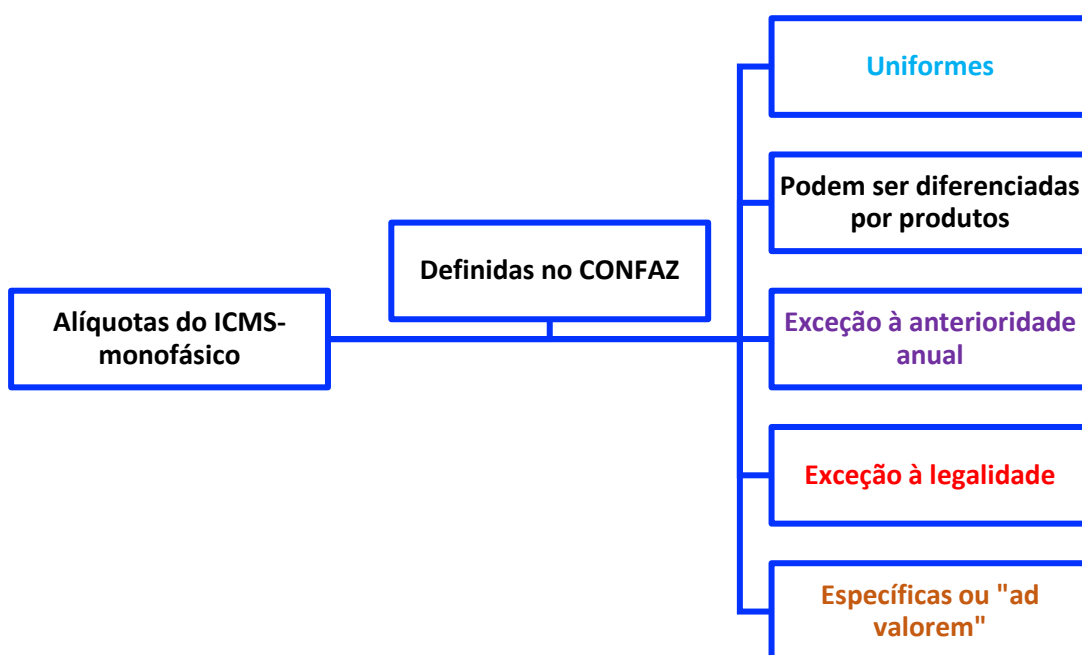 Alíquotas do ICMS-
monofásico
Definidas no CONFAZ
Uniformes
Podem ser diferenciadas
por produtos
Exceção à anterioridade
anual
Exceção à legalidade
Específicas ou "ad
valorem"